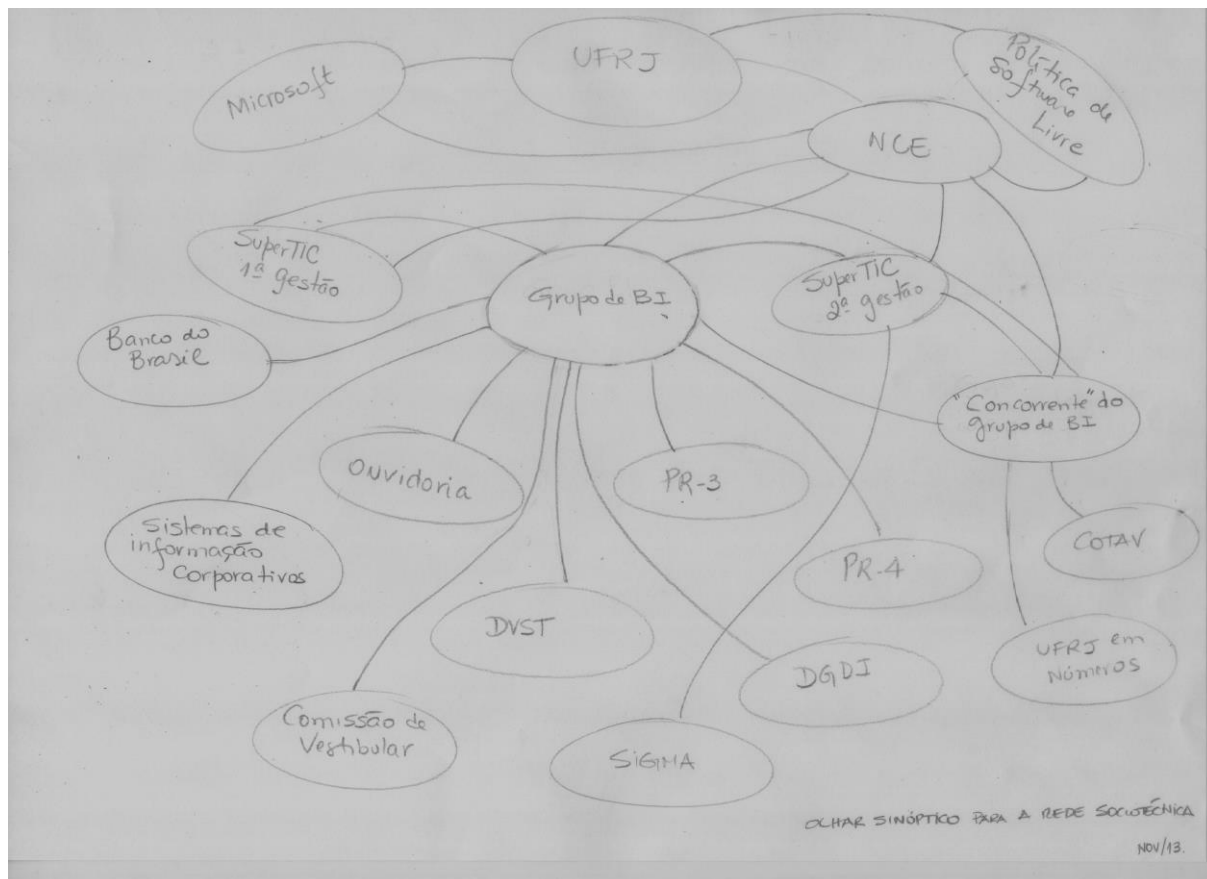 UFRJ
Microsoft
Política de
Software
Livre
NCE
SuperTIC
1ª gestão
Grupo de BI
SuperTIC
2ª gestão
Banco do
Brasil
"Concorrente" do
grupo de BI
Ouvidoria
PR-3
Sistemas de
informação
Corporativos
COTAV
PR-4
DVST
UFRJ em
Números
DGDI
Comissão de
Vestibular
SIGMA
OLHAR SINÓPTICO PARA A REDE SOCIOTÉCNICA
NOV/13.